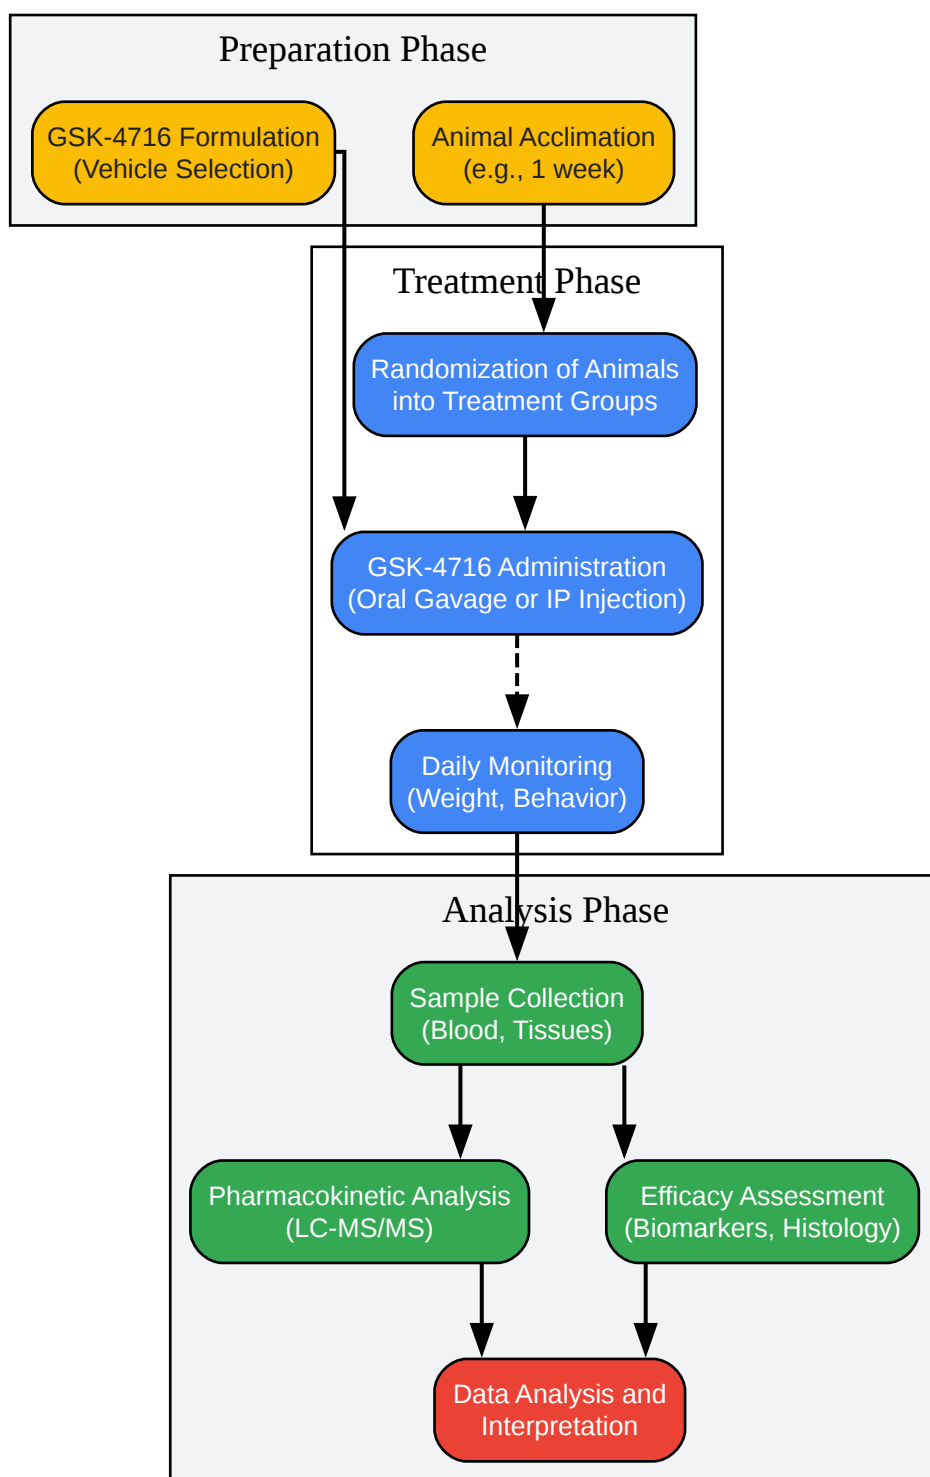 Preparation Phase
GSK-4716 Formulation
(Vehicle Selection)
Animal Acclimation
(e.g., 1 week)
Treatment Phase
Randomization of Animals
into Treatment Groups
GSK-4716 Administration
(Oral Gavage or IP Injection)
Daily Monitoring
(Weight, Behavior)
Analysis Phase
Sample Collection
(Blood, Tissues)
Pharmacokinetic Analysis
(LC-MS/MS)
Efficacy Assessment
(Biomarkers, Histology)
Data Analysis and
Interpretation